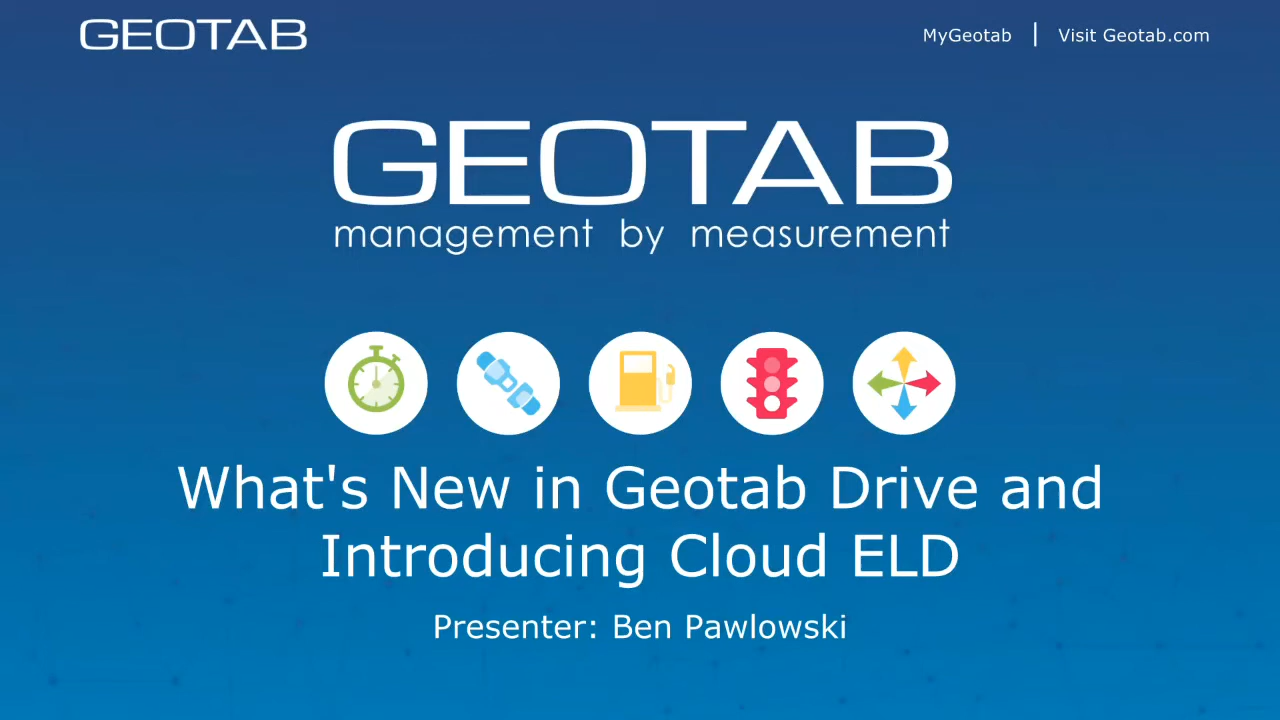 GEOTAB
MyGeotab | Visit Geotab.com
GEOTAB
management by measurement
What's New in Geotab Drive and
Introducing Cloud ELD
Presenter: Ben Pawlowski